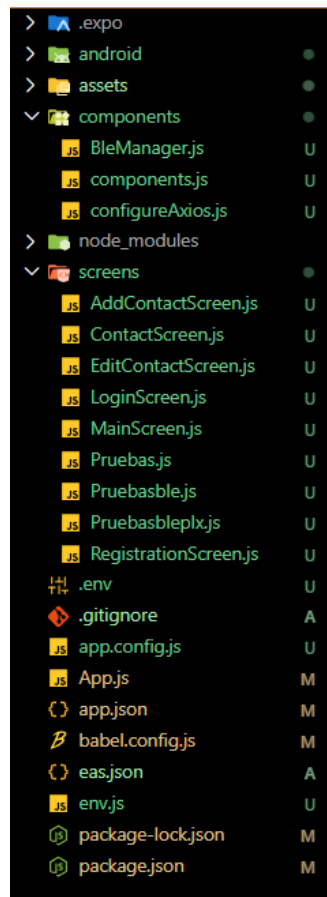 .expo
android
assets
components
JS BleManager.js U
JS components.js U
JS configureAxios.js U
node_modules
screens
JS AddContactScreen.js U
JS ContactScreen.js U
JS EditContactScreen.js U
JS LoginScreen.js U
JS MainScreen.js U
JS Pruebas.js U
JS Pruebasble.js U
JS Pruebasbleplx.js U
JS RegistrationScreen.js U
.env U
.gitignore A
JS app.config.js U
JS App.js M
{} app.json M
B babel.config.js M
{} eas.json A
JS env.js U
JS package-lock.json M
JS package.json M